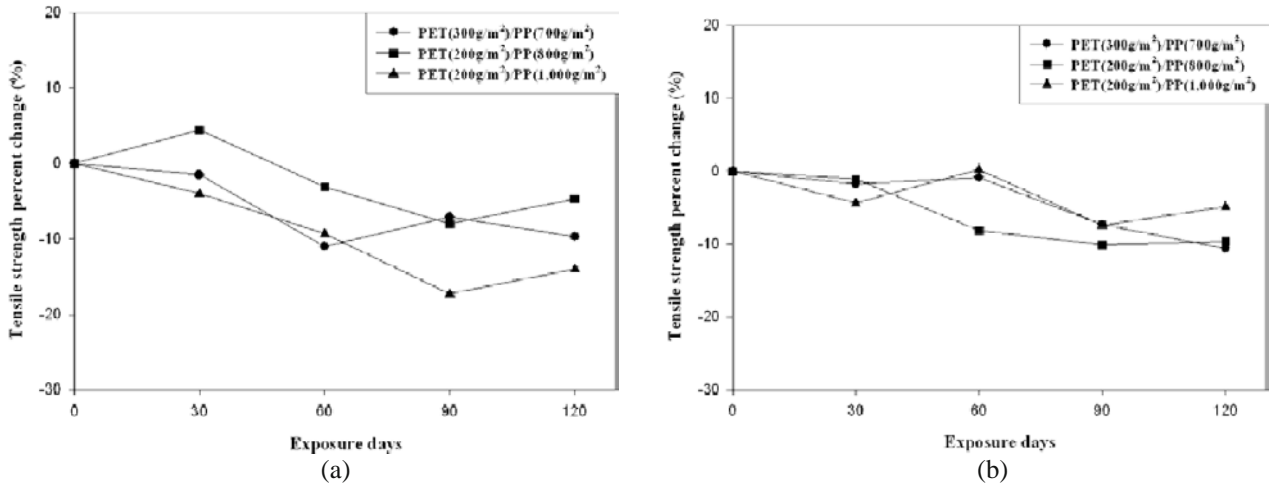 20
10
0
-10
-20
-30
Tensile strength percent change (%)
PET(300g/m²)/PP(700g/m²)
PET(200g/m²)/PP(800g/m²)
PET(200g/m²)/PP(1,000g/m²)
0 30 60 90 120
Exposure days
(a)
20
10
0
-10
-20
-30
Tensile strength percent change (%)
PET(300g/m²)/PP(700g/m²)
PET(200g/m²)/PP(800g/m²)
PET(200g/m²)/PP(1,000g/m²)
0 30 60 90 120
Exposure days
(b)